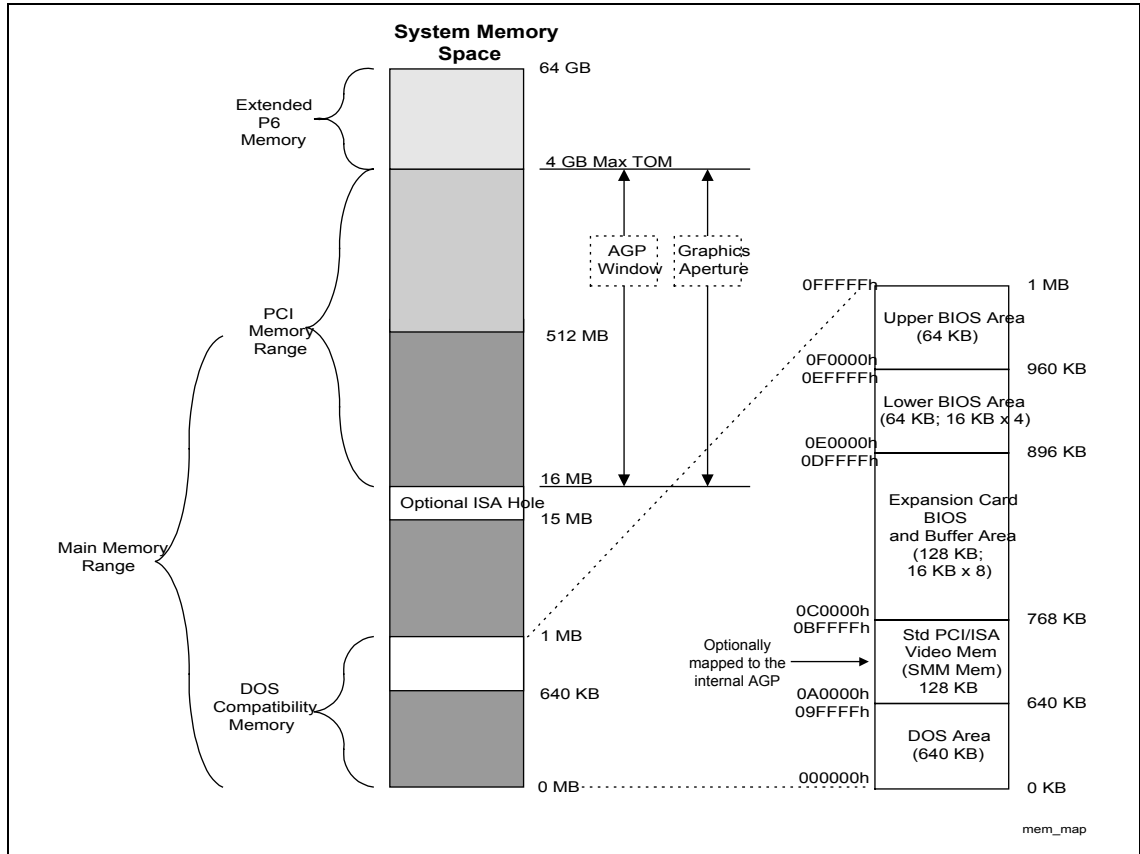 System Memory
Space
64 GB
Extended
P6
Memory
4 GB Max TOM
AGP
Window
Graphics
Aperture
PCI
Memory
Range
512 MB
16 MB
Optional ISA Hole
15 MB
Main Memory
Range
1 MB
DOS
Compatibility
Memory
640 KB
0 MB
0FFFFFh
1 MB
Upper BIOS Area
(64 KB)
0F0000h
0EFFFFh
960 KB
Lower BIOS Area
(64 KB; 16 KB x 4)
0E0000h
0DFFFFh
896 KB
Expansion Card
BIOS
and Buffer Area
(128 KB;
16 KB x 8)
0C0000h
0BFFFFh
768 KB
Optionally
mapped to the
internal AGP
Std PCI/ISA
Video Mem
(SMM Mem)
128 KB
0A0000h
09FFFFh
640 KB
DOS Area
(640 KB)
000000h
0 KB
mem_map